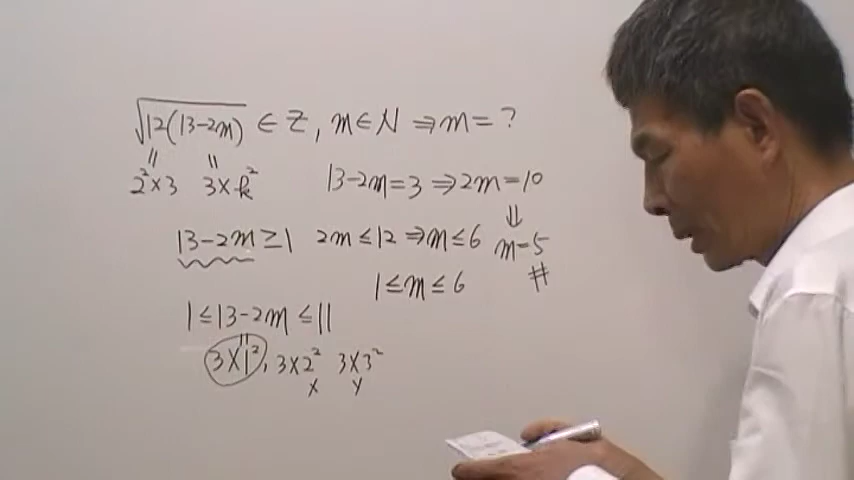 √12(13-2m) ∈ Z, m∈N ⇒ m= ?
2²×3 3×k² 13-2m=3 ⇒ 2m=10
⇓
13-2m≥1 2m≤12 ⇒ m≤6 m=5
1≤m≤6 #
1≤13-2m≤11
3×1², 3×2² 3×3²
x y